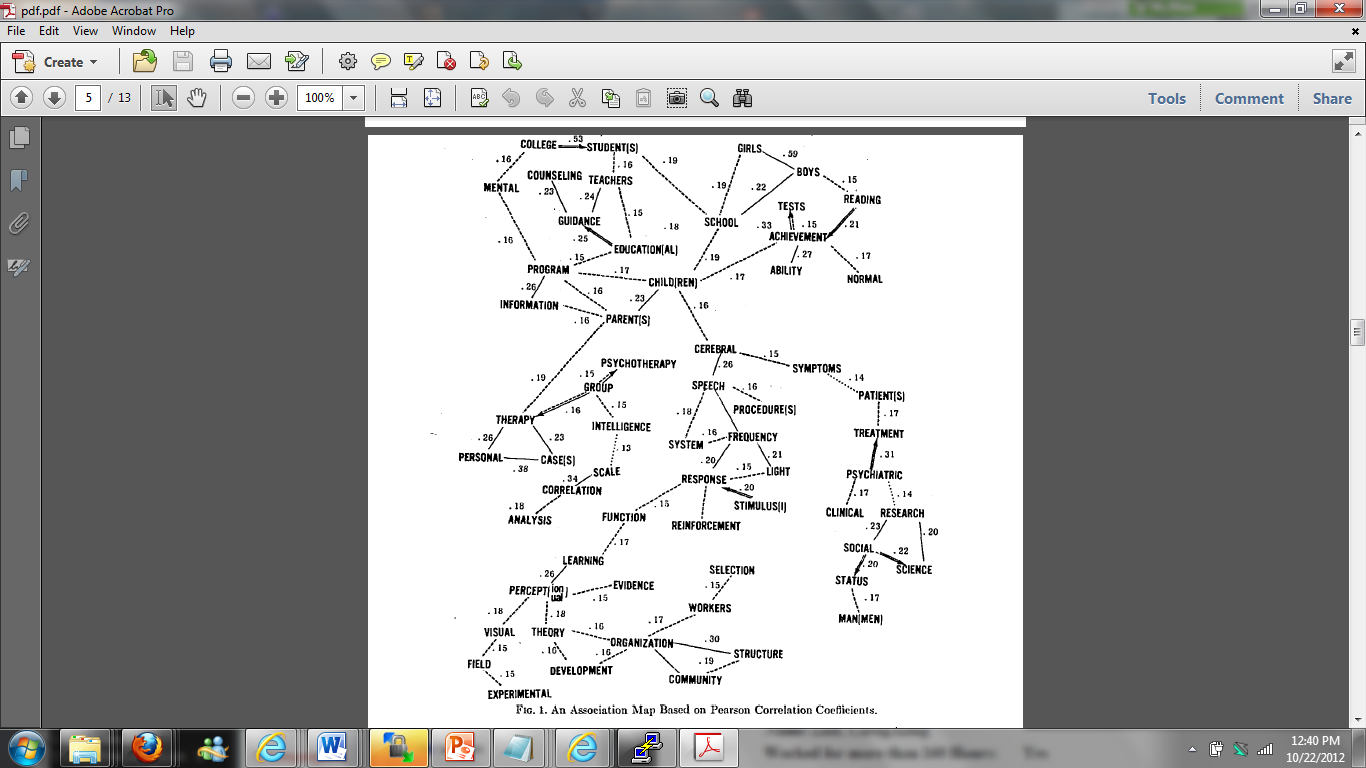 pdf.pdf - Adobe Acrobat Pro
File Edit View Window Help
Create
5 / 13 100% Tools Comment Share
COLLEGE .53 STUDENT(S) GIRLS .59 BOYS
.16 .16 .19 .15
MENTAL COUNSELING TEACHERS .19 .22 READING
.23 .24 TESTS
GUIDANCE .15 .18 SCHOOL .33 .15 .21
ACHIEVEMENT
.16 .25 EDUCATION(AL)
.15 .19 .27 .17
PROGRAM .17 CHILD(REN) .17 ABILITY NORMAL
.26 .16 .23 .16
INFORMATION .16 PARENT(S)
CEREBRAL .15 SYMPTOMS
PSYCHOTHERAPY .26 .14
.19 .15 GROUP SPEECH .16 PATIENT(S)
.16 .15 PROCEDURE(S) .17
THERAPY INTELLIGENCE .18 TREATMENT
.26 .23 SYSTEM .16 FREQUENCY
.13 .20 .21 .31
PERSONAL .38 CASE(S) SCALE .15 LIGHT PSYCHIATRIC
.34 RESPONSE .20 .17 .14
CORRELATION STIMULUS(I)
.18 .15 CLINICAL RESEARCH
ANALYSIS FUNCTION REINFORCEMENT .23 .20
.17 SOCIAL .22
LEARNING SELECTION .20 SCIENCE
.26 .15 STATUS
PERCEPT(ion ual) EVIDENCE .15 WORKERS .17
.18 .18 .17 MAN(MEN)
VISUAL THEORY .16 ORGANIZATION .30
.15 .16 .16 STRUCTURE
FIELD DEVELOPMENT .19
.15 COMMUNITY
EXPERIMENTAL
FIG. 1. An Association Map Based on Pearson Correlation Coefficients.
12:40 PM
10/22/2012